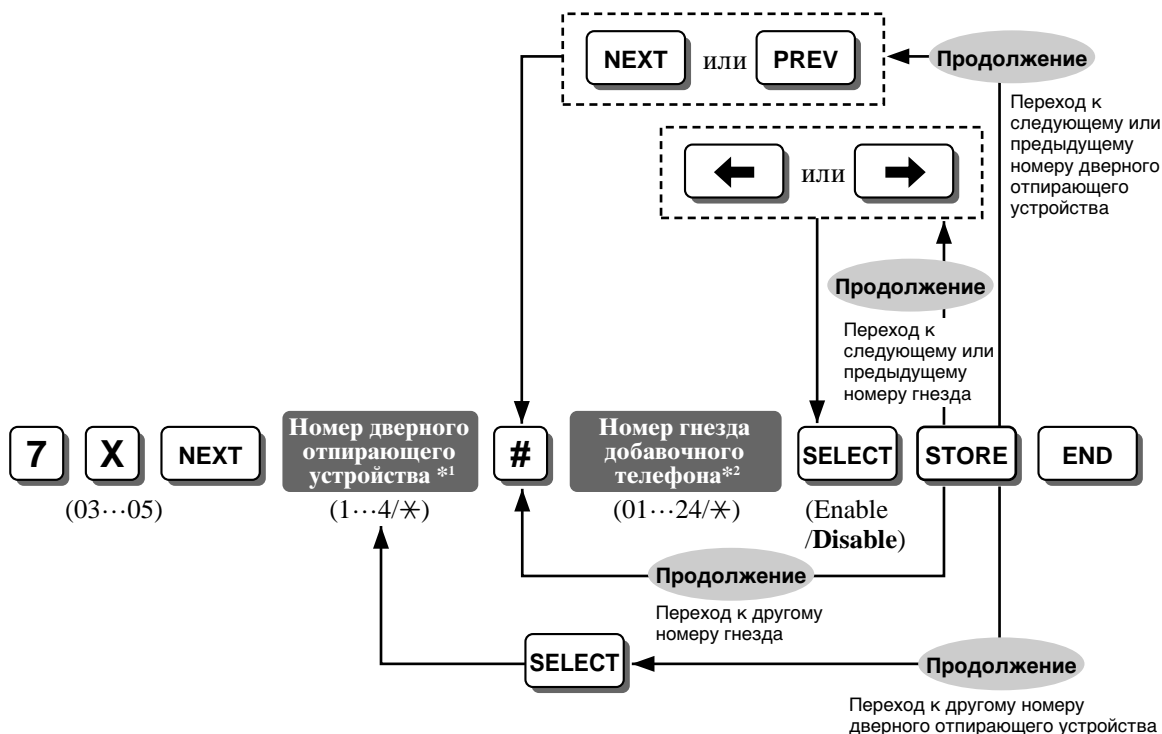 NEXT или PREV
Продолжение
Переход к
следующему или
предыдущему
номеру дверного
отпирающего
устройства
← или →
Продолжение
Переход к
следующему или
предыдущему
номеру гнезда
7 X NEXT
(03···05)
Номер дверного
отпирающего
устройства *1
(1···4/✳)
#
Номер гнезда
добавочного
телефона*2
(01···24/✳)
SELECT
(Enable
/Disable)
STORE
END
Продолжение
Переход к другому
номеру гнезда
SELECT
Продолжение
Переход к другому номеру
дверного отпирающего устройства